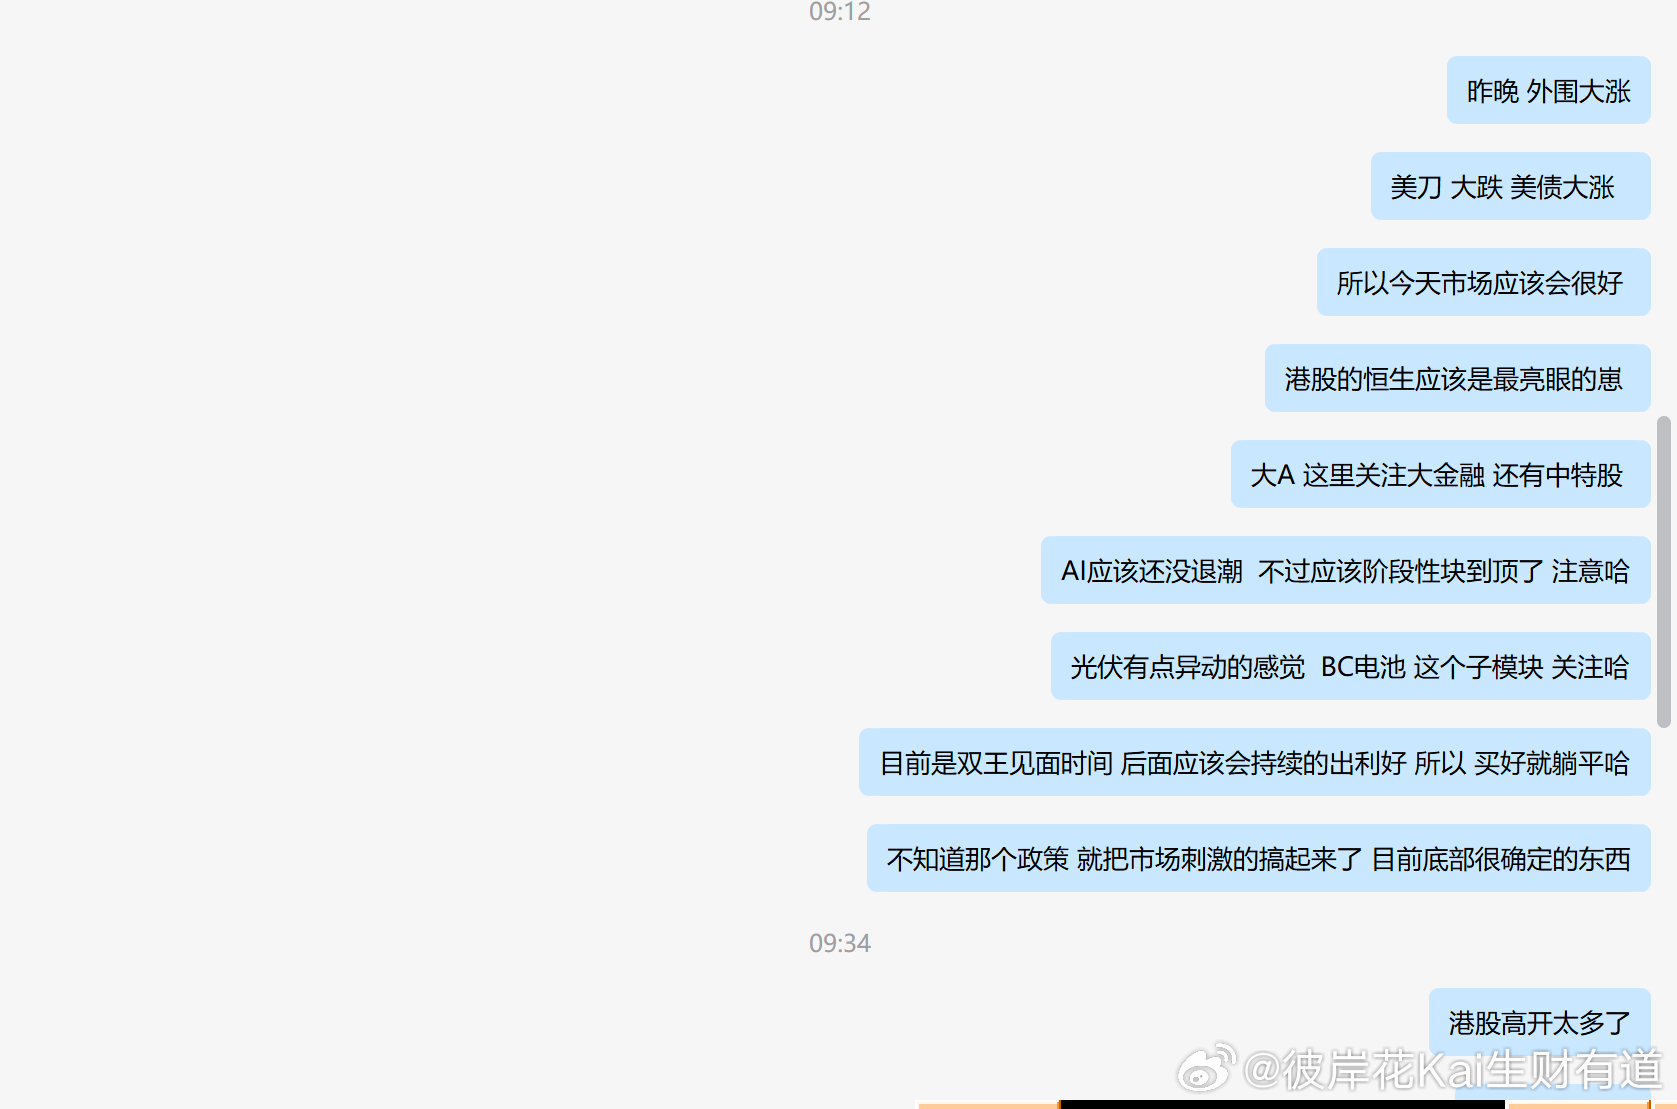 09:12
昨晚 外围大涨
美刀 大跌 美债大涨
所以今天市场应该会很好
港股的恒生应该是最亮眼的崽
大A 这里关注大金融 还有中特股
AI应该还没退潮  不过应该阶段性块到顶了 注意哈
光伏有点异动的感觉  BC电池 这个子模块 关注哈
目前是双王见面时间 后面应该会持续的出利好 所以 买好就躺平哈
不知道那个政策 就把市场刺激的搞起来了 目前底部很确定的东西
09:34
港股高开太多了
@彼岸花Kai生财有道